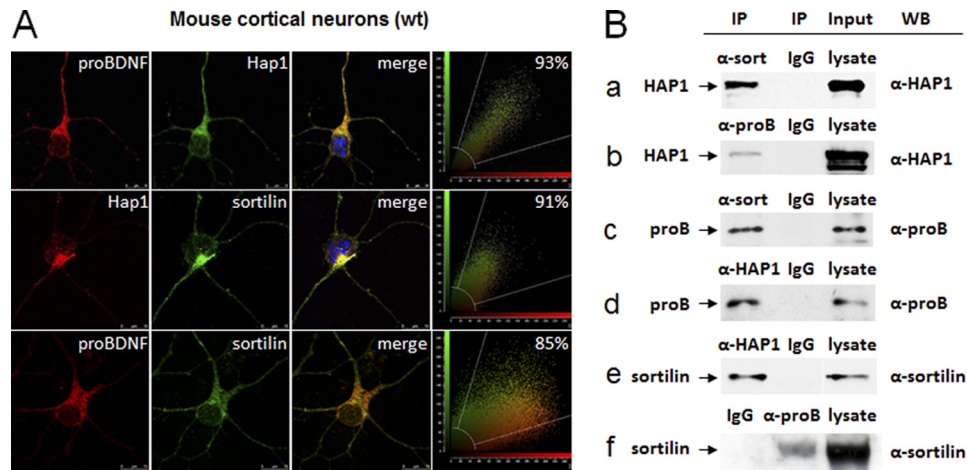 A
Mouse cortical neurons (wt)
proBDNF Hap1 merge 93%
Hap1 sortilin merge 91%
proBDNF sortilin merge 85%
B
IP IP Input WB
α-sort IgG lysate
a HAP1 α-HAP1
α-proB IgG lysate
b HAP1 α-HAP1
α-sort IgG lysate
c proB α-proB
α-HAP1 IgG lysate
d proB α-proB
α-HAP1 IgG lysate
e sortilin α-sortilin
IgG α-proB lysate
f sortilin α-sortilin